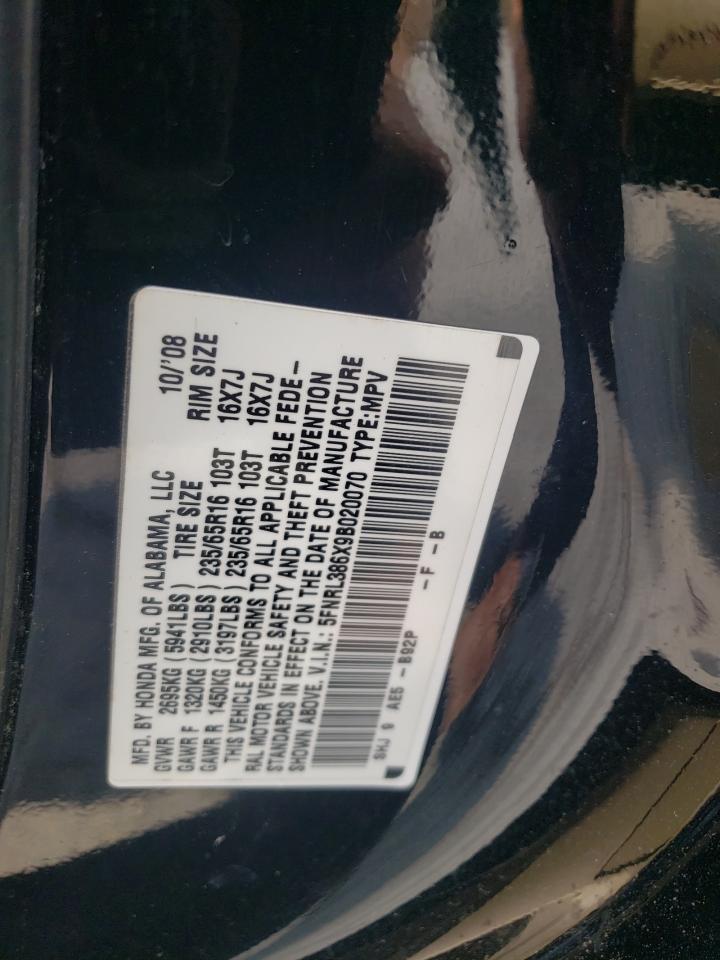 MFD. BY HONDA MFG. OF ALABAMA, LLC 10/'08
GVWR 2695KG (5941LBS) TIRE SIZE RIM SIZE
GAWR F 1320KG (2910LBS) 235/65R16 103T 16X7J
GAWR R 1450KG (3197LBS) 235/65R16 103T 16X7J
THIS VEHICLE CONFORMS TO ALL APPLICABLE FEDE–
RAL MOTOR VEHICLE SAFETY AND THEFT PREVENTION
STANDARDS IN EFFECT ON THE DATE OF MANUFACTURE
SHOWN ABOVE. V.I.N.: 5FNRL386X9B020070 TYPE:MPV
SHJ 9 AE5 –B92P –F–B